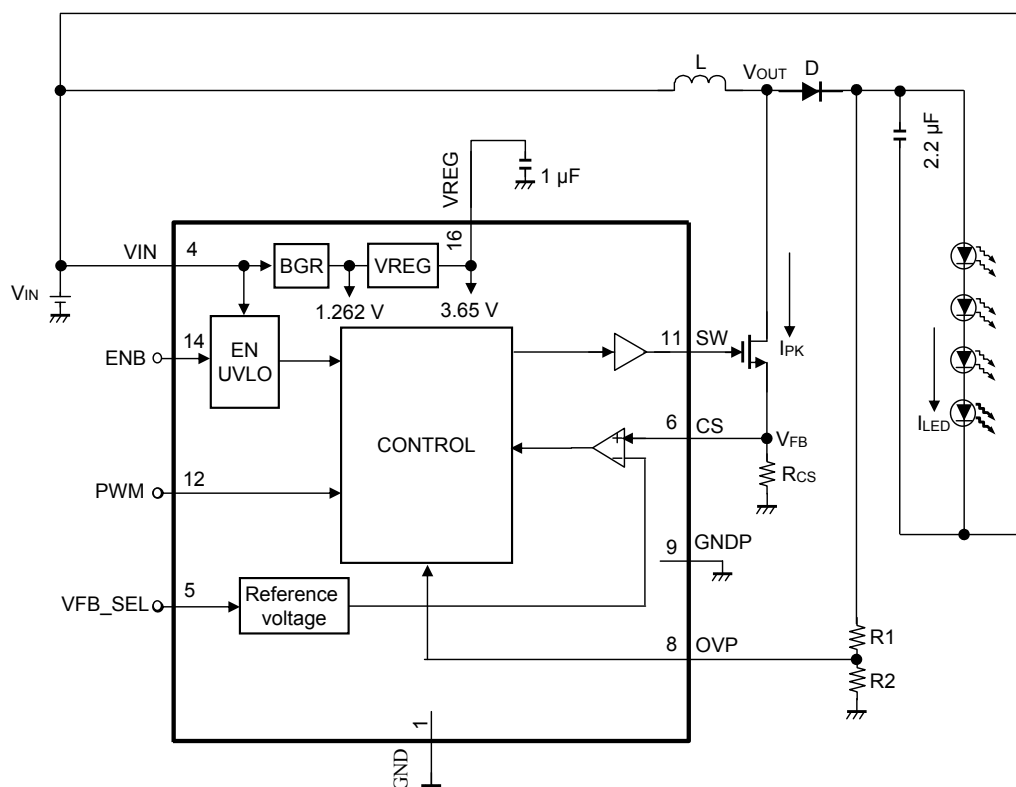 L
VOUT
D
2.2 µF
VREG
1 µF
16
VIN
4
BGR
VREG
VIN
1.262 V
3.65 V
ENB
14
EN
UVLO
11
SW
IPK
ILED
CONTROL
6
CS
VFB
RCS
PWM
12
9
GNDP
VFB_SEL
5
Reference
voltage
8
OVP
R1
R2
1
GND